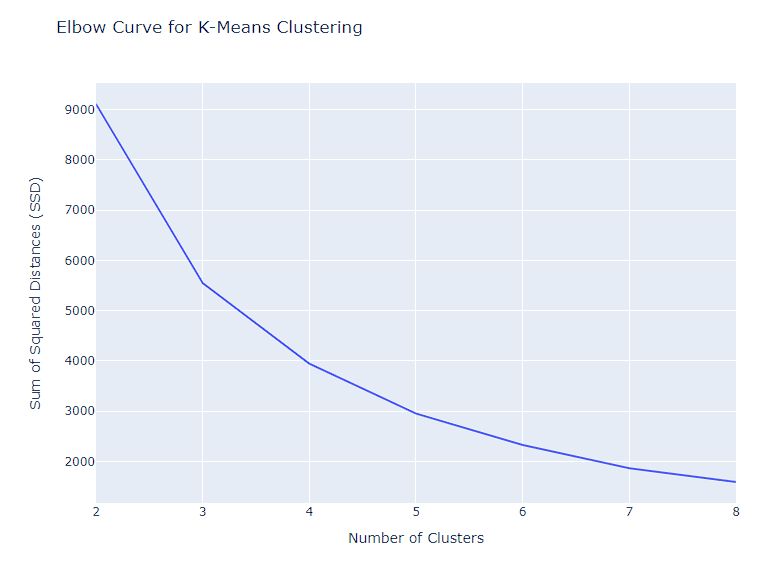 Elbow Curve for K-Means Clustering
9000
8000
7000
6000
5000
4000
3000
2000
Sum of Squared Distances (SSD)
2 3 4 5 6 7 8
Number of Clusters